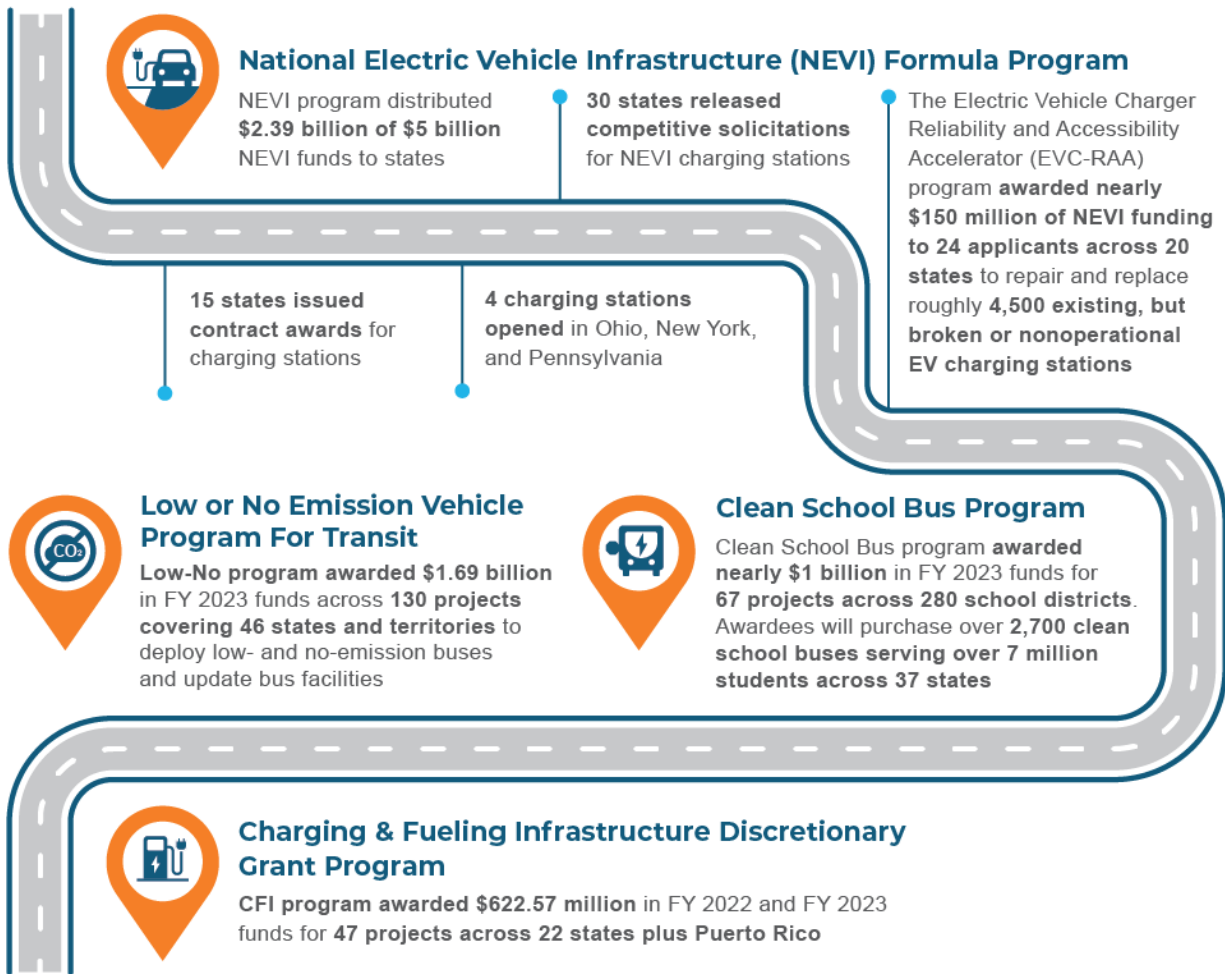 National Electric Vehicle Infrastructure (NEVI) Formula Program
NEVI program distributed
$2.39 billion of $5 billion
NEVI funds to states
30 states released
competitive solicitations
for NEVI charging stations
The Electric Vehicle Charger
Reliability and Accessibility
Accelerator (EVC-RAA)
program awarded nearly
$150 million of NEVI funding
to 24 applicants across 20
states to repair and replace
roughly 4,500 existing, but
broken or nonoperational
EV charging stations
15 states issued
contract awards for
charging stations
4 charging stations
opened in Ohio, New York,
and Pennsylvania
CO₂
Low or No Emission Vehicle
Program For Transit
Low-No program awarded $1.69 billion
in FY 2023 funds across 130 projects
covering 46 states and territories to
deploy low- and no-emission buses
and update bus facilities
Clean School Bus Program
Clean School Bus program awarded
nearly $1 billion in FY 2023 funds for
67 projects across 280 school districts.
Awardees will purchase over 2,700 clean
school buses serving over 7 million
students across 37 states
Charging & Fueling Infrastructure Discretionary
Grant Program
CFI program awarded $622.57 million in FY 2022 and FY 2023
funds for 47 projects across 22 states plus Puerto Rico